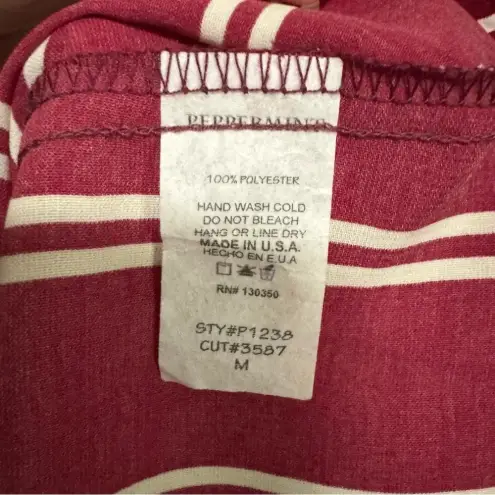 PEPPERMINT
100% POLYESTER
HAND WASH COLD
DO NOT BLEACH
HANG OR LINE DRY
MADE IN U.S.A.
HECHO EN E.U.A
RN# 130350
STY#P1238
CUT#3587
M